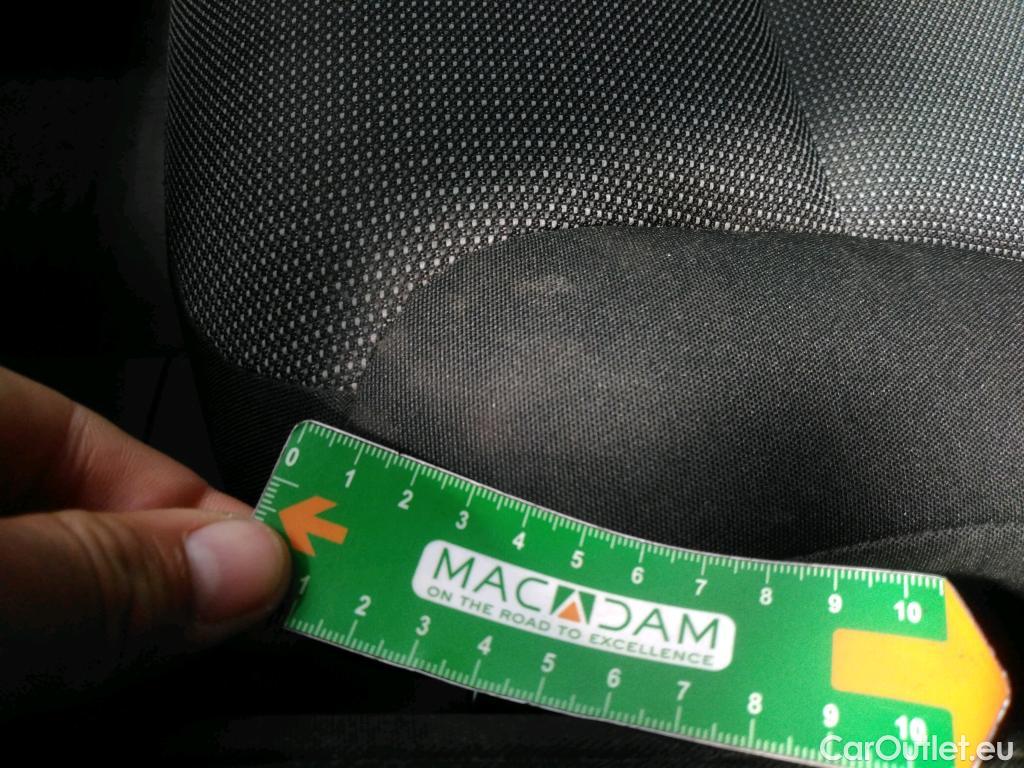 0 1 2 3 4 5 6 7 8 9 10
MACADAM
ON THE ROAD TO EXCELLENCE
1 2 3 4 5 6 7 8 9 10
CarOutlet.eu